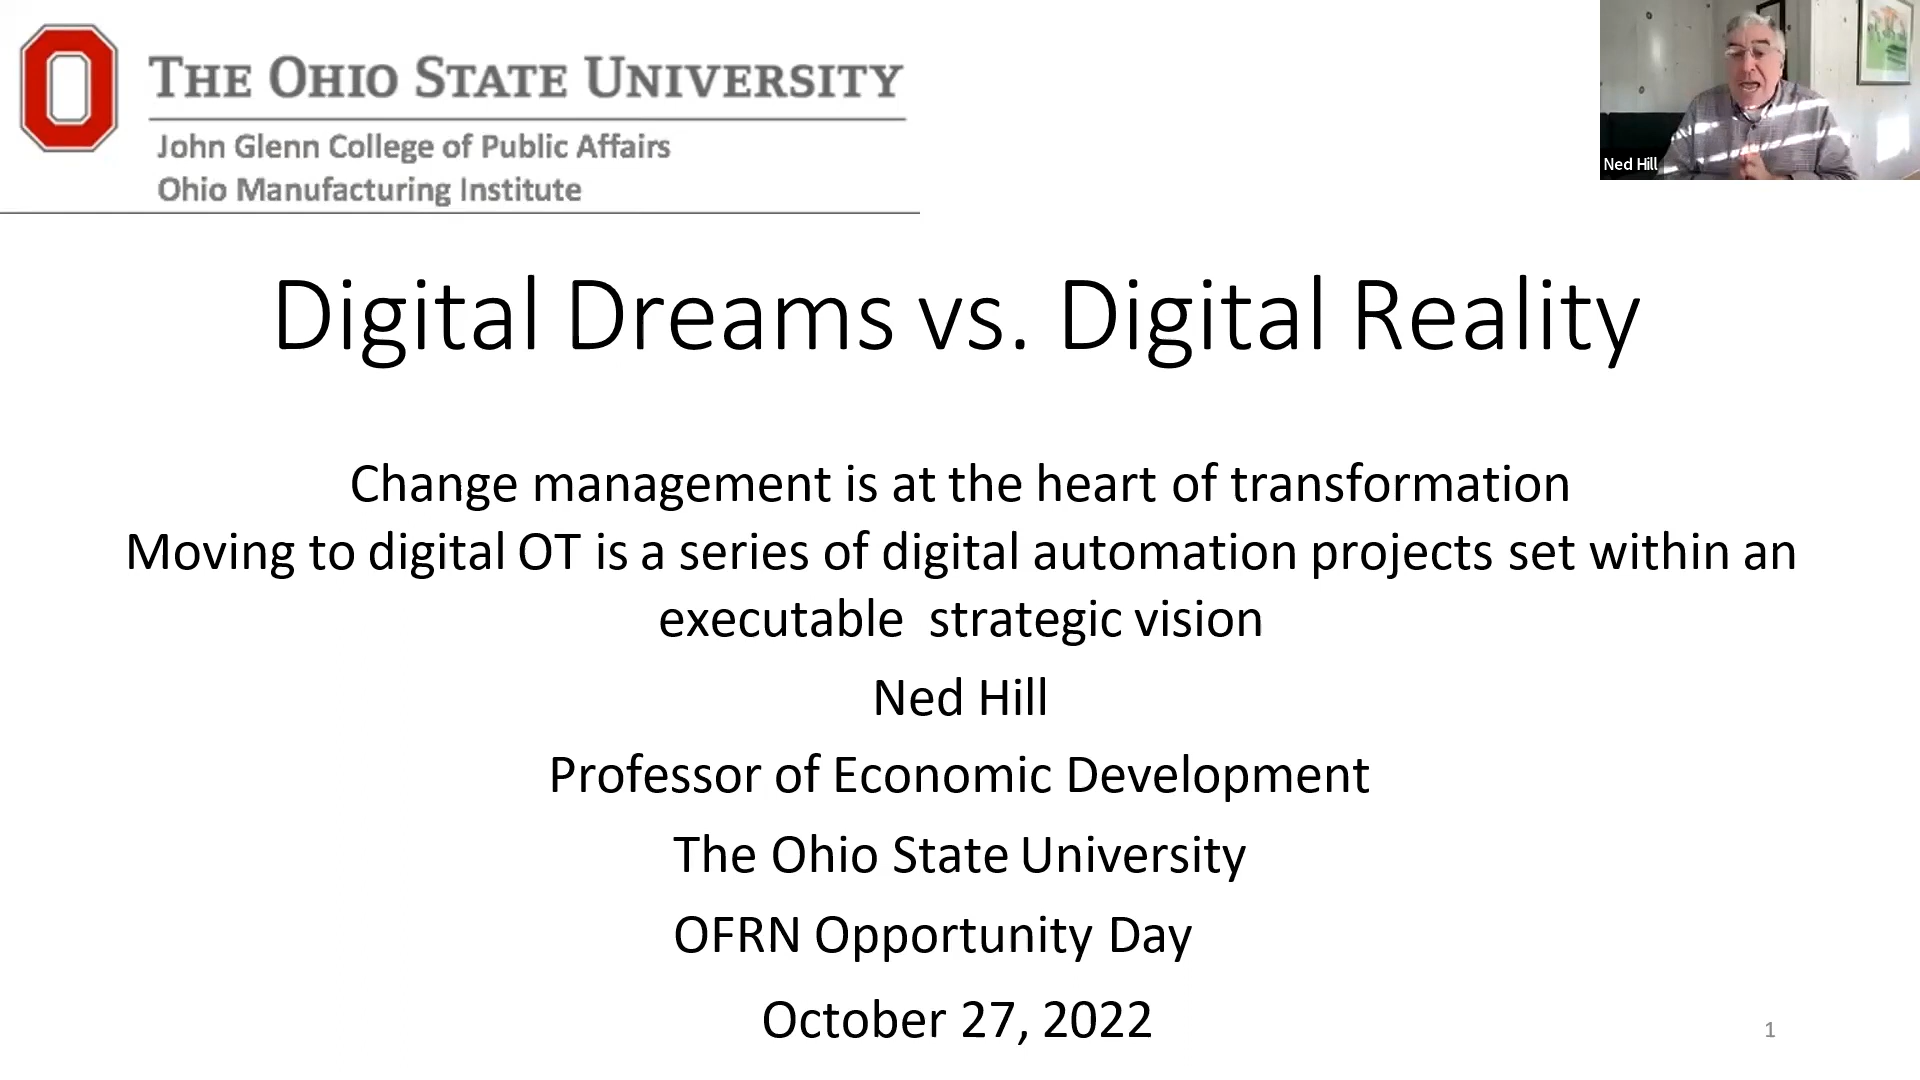 THE OHIO STATE UNIVERSITY
John Glenn College of Public Affairs
Ohio Manufacturing Institute
Ned Hill
Digital Dreams vs. Digital Reality
Change management is at the heart of transformation
Moving to digital OT is a series of digital automation projects set within an
executable  strategic vision
Ned Hill
Professor of Economic Development
The Ohio State University
OFRN Opportunity Day
October 27, 2022
1